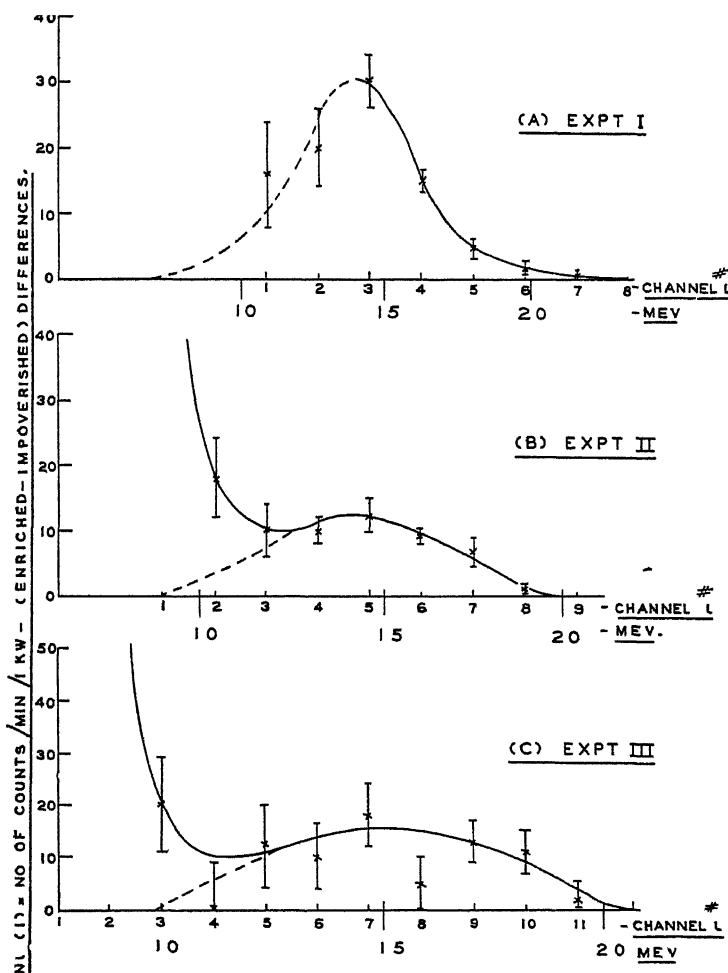 NL (I) = NO OF COUNTS/MIN/1 KW- (ENRICHED-IMPOVERISHED) DIFFERENCES.
40
30
20
10
0
(A) EXPT I
1 2 3 4 5 6 7 8
-CHANNEL L #
10 15 20
-MEV
40
30
20
10
0
(B) EXPT II
1 2 3 4 5 6 7 8 9
-CHANNEL L #
10 15 20
-MEV.
50
40
30
20
10
0
(C) EXPT III
1 2 3 4 5 6 7 8 9 10 11
-CHANNEL L #
10 15 20
MEV